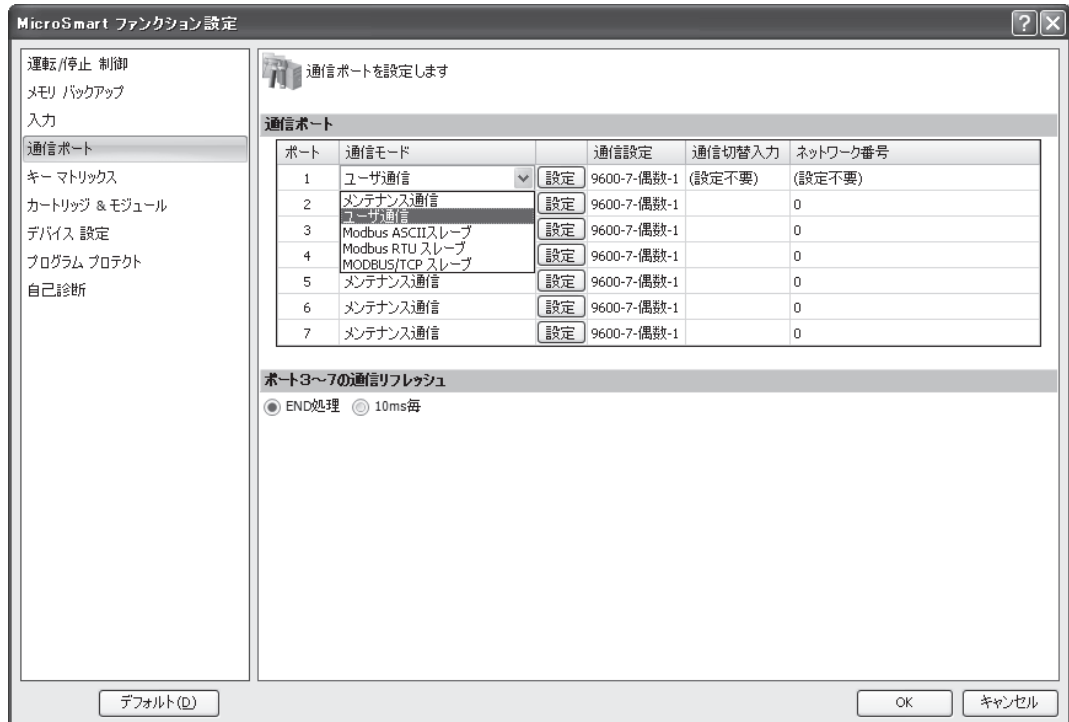 MicroSmart ファンクション設定
運転/停止 制御
メモリ バックアップ
入力
通信ポート
キー マトリックス
カートリッジ & モジュール
デバイス 設定
プログラム プロテクト
自己診断
通信ポートを設定します
通信ポート
ポート 通信モード 通信設定 通信切替入力 ネットワーク番号
1 ユーザ通信 設定 9600-7-偶数-1 (設定不要) (設定不要)
2 設定 9600-7-偶数-1 0
3 設定 9600-7-偶数-1 0
4 設定 9600-7-偶数-1 0
メンテナンス通信
ユーザ通信
Modbus ASCIIスレーブ
Modbus RTU スレーブ
MODBUS/TCP スレーブ
5 メンテナンス通信 設定 9600-7-偶数-1 0
6 メンテナンス通信 設定 9600-7-偶数-1 0
7 メンテナンス通信 設定 9600-7-偶数-1 0
ポート3~7の通信リフレッシュ
END処理 10ms毎
デフォルト(D) OK キャンセル